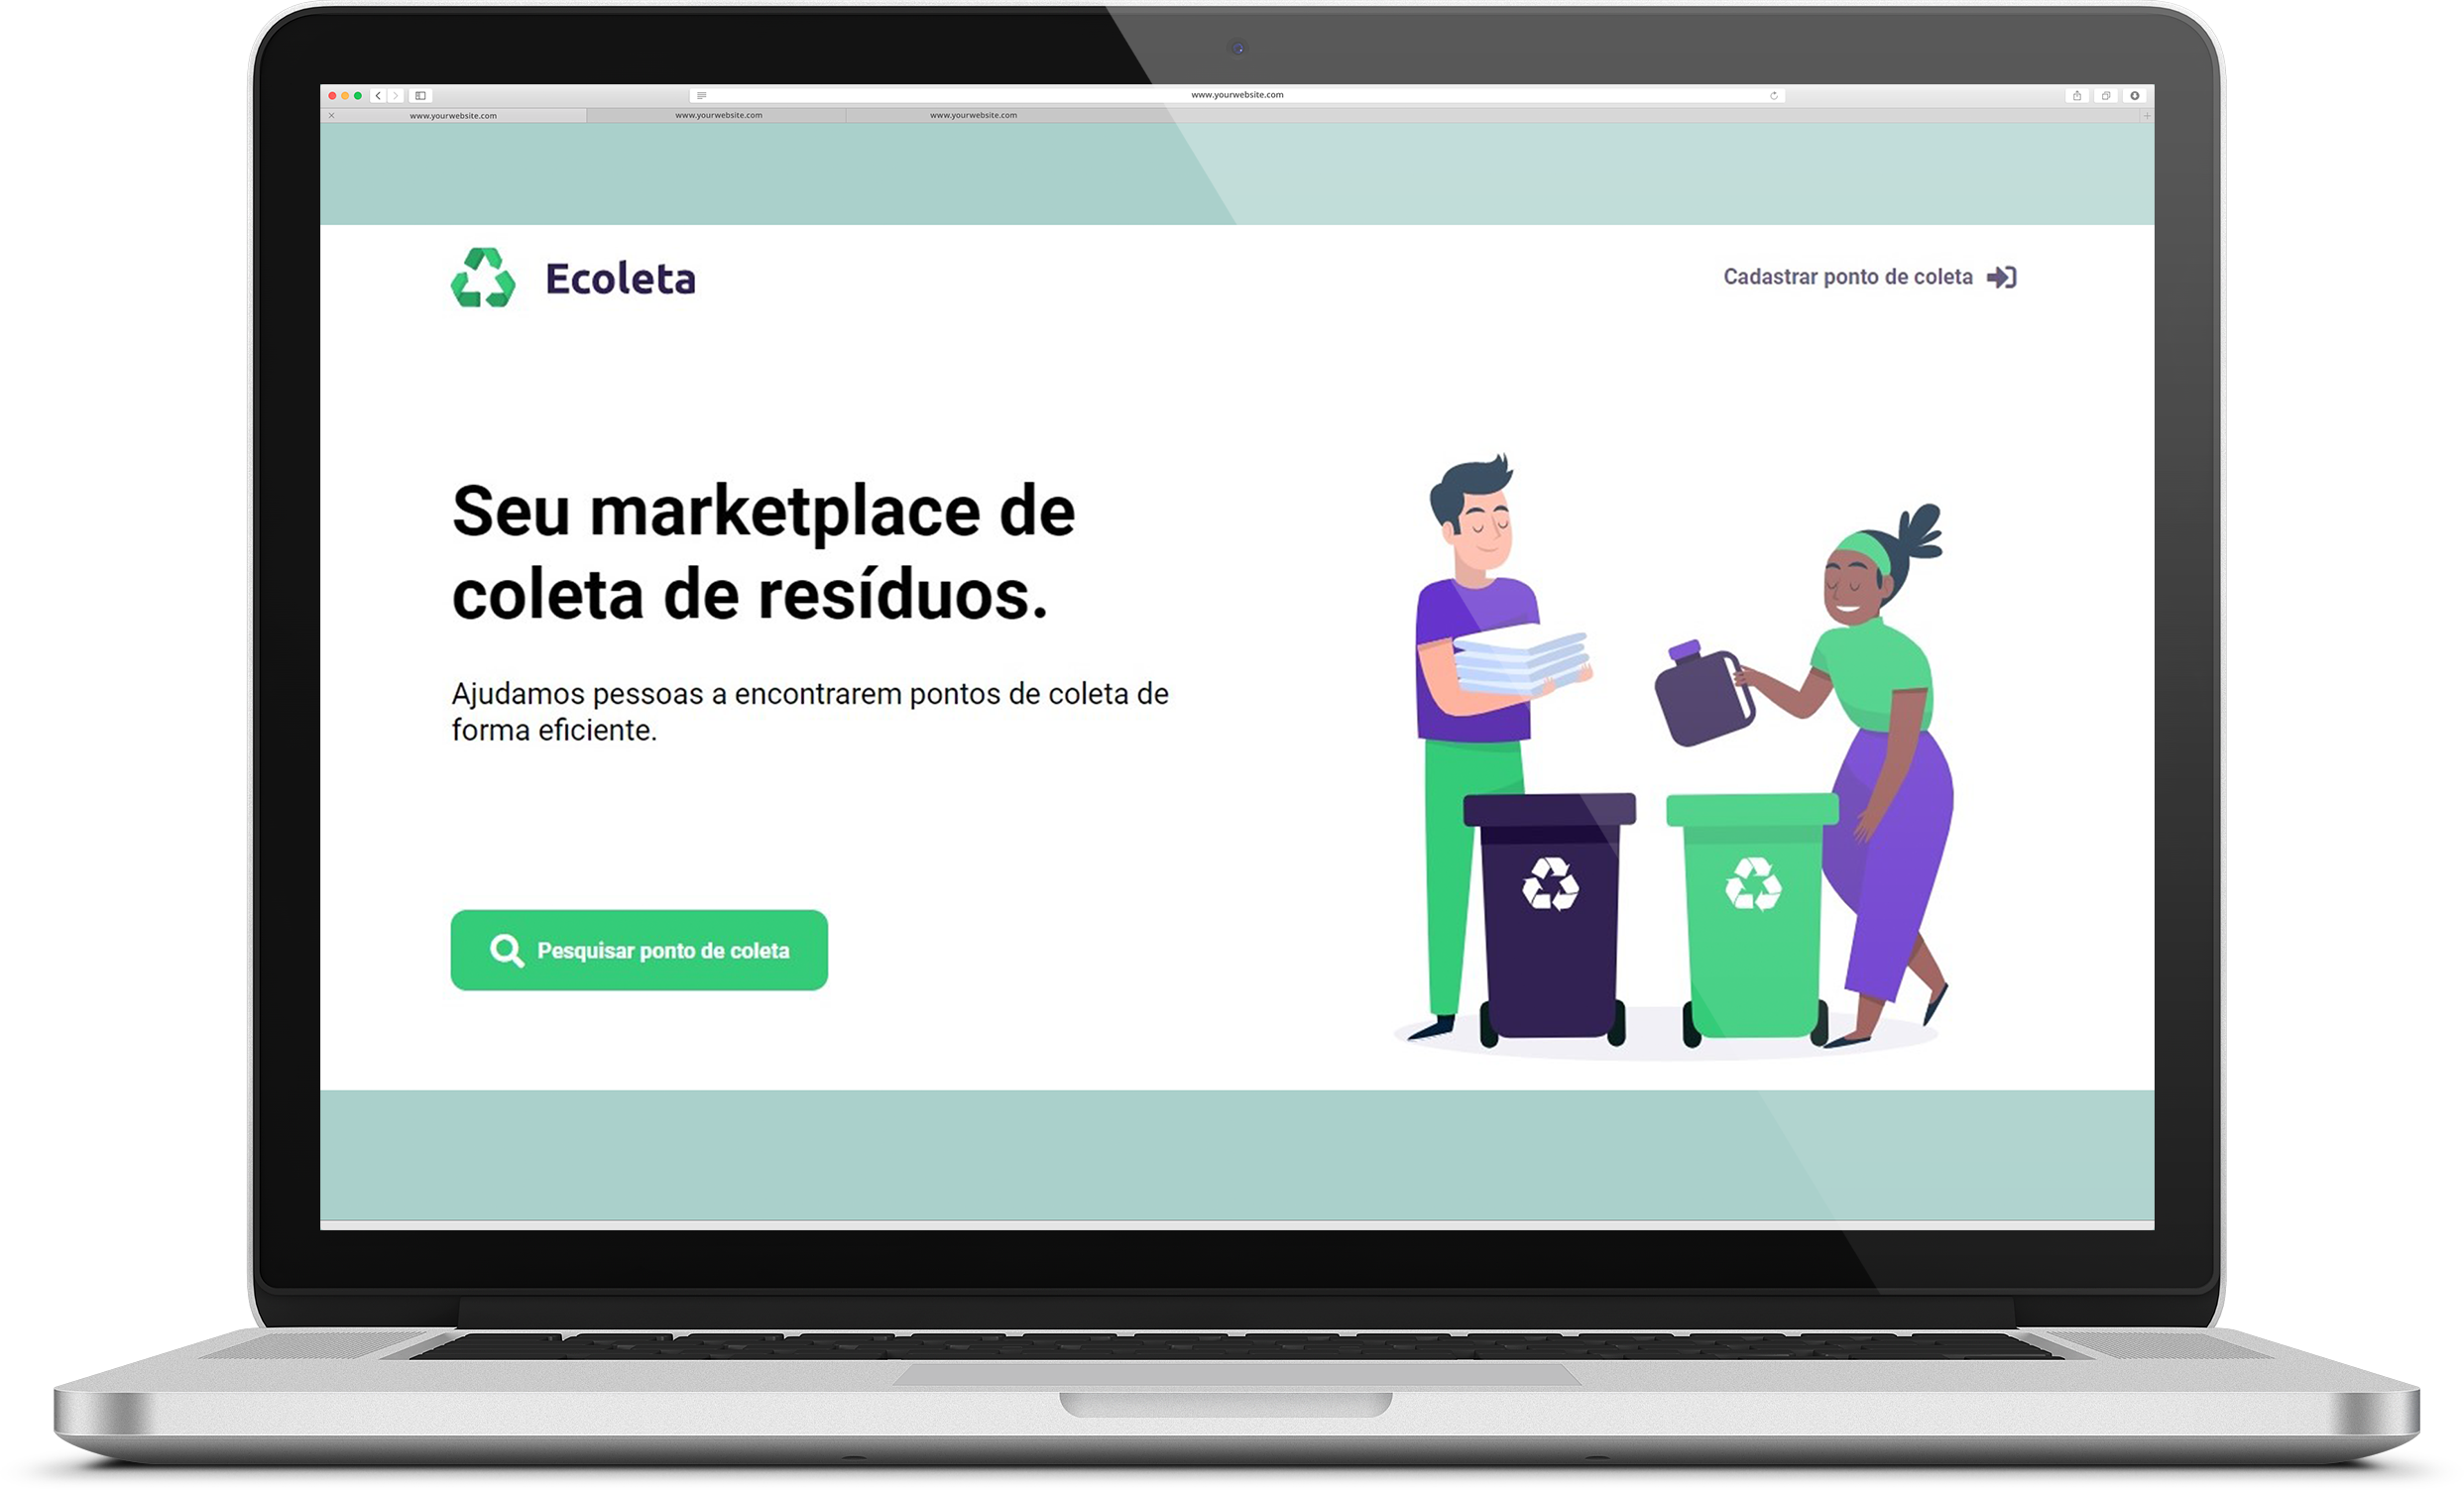 www.yourwebsite.com
www.yourwebsite.com www.yourwebsite.com www.yourwebsite.com
Ecoleta
Cadastrar ponto de coleta
Seu marketplace de
coleta de resíduos.
Ajudamos pessoas a encontrarem pontos de coleta de
forma eficiente.
Pesquisar ponto de coleta